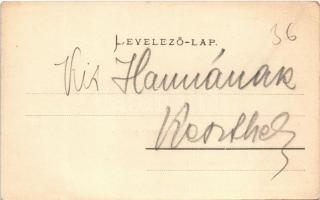 36
LEVELEZŐ-LAP.
Kis Hannának
Keszthely